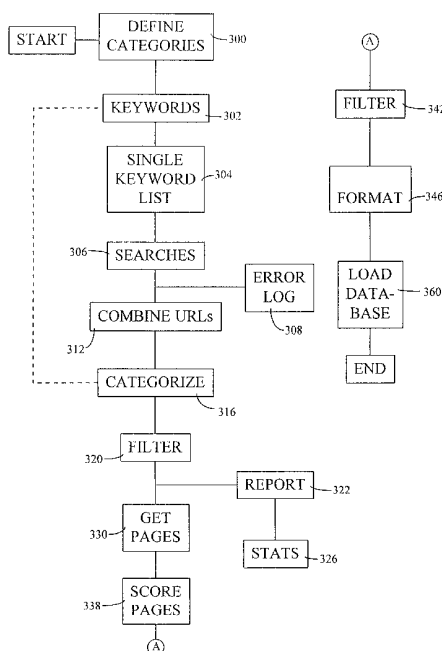 START
DEFINE
CATEGORIES
300
KEYWORDS
302
SINGLE
KEYWORD
LIST
304
306
SEARCHES
ERROR
LOG
308
COMBINE URLs
312
CATEGORIZE
316
FILTER
320
REPORT
322
GET
PAGES
330
STATS
326
SCORE
PAGES
338
A
A
FILTER
342
FORMAT
346
LOAD
DATA-
BASE
360
END